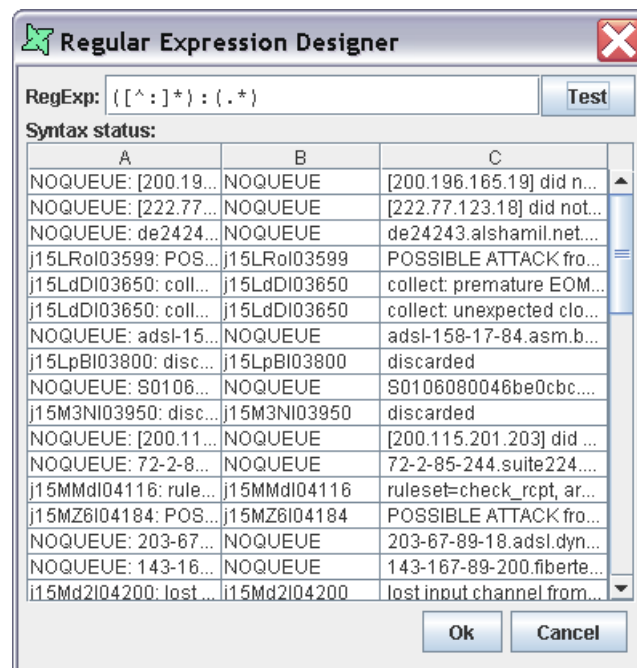 Regular Expression Designer
RegExp: ([^:]*):(.*) Test
Syntax status:
A B C
NOQUEUE: [200.19... NOQUEUE [200.196.165.19] did n...
NOQUEUE: [222.77... NOQUEUE [222.77.123.18] did not...
NOQUEUE: de2424... NOQUEUE de24243.alshamil.net....
j15LRoI03599: POS... j15LRoI03599 POSSIBLE ATTACK fro...
j15LdDI03650: coll... j15LdDI03650 collect: premature EOM...
j15LdDI03650: coll... j15LdDI03650 collect: unexpected clo...
NOQUEUE: adsl-15... NOQUEUE adsl-158-17-84.asm.b...
j15LpBI03800: disc... j15LpBI03800 discarded
NOQUEUE: S0106... NOQUEUE S0106080046be0cbc....
j15M3NI03950: disc... j15M3NI03950 discarded
NOQUEUE: [200.11... NOQUEUE [200.115.201.203] did ...
NOQUEUE: 72-2-8... NOQUEUE 72-2-85-244.suite224....
j15MMdI04116: rule... j15MMdI04116 ruleset=check_rcpt, ar...
j15MZ6I04184: POS... j15MZ6I04184 POSSIBLE ATTACK fro...
NOQUEUE: 203-67... NOQUEUE 203-67-89-18.adsl.dyn...
NOQUEUE: 143-16... NOQUEUE 143-167-89-200.fiberte...
j15Md2I04200: lost ... j15Md2I04200 lost input channel from...
Ok Cancel